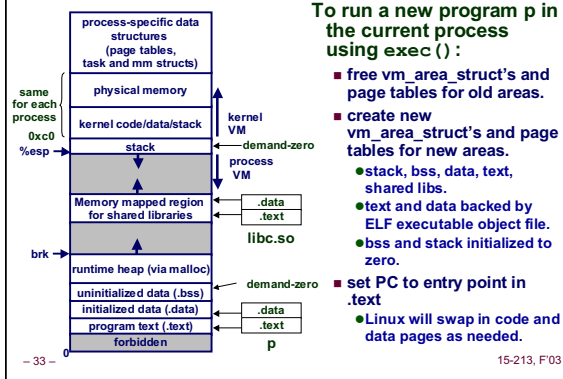 process-specific data
structures
(page tables,
task and mm structs)
physical memory
kernel code/data/stack
stack
Memory mapped region
for shared libraries
runtime heap (via malloc)
uninitialized data (.bss)
initialized data (.data)
program text (.text)
forbidden
same
for each
process
0xc0
%esp
brk
0
kernel
VM
demand-zero
process
VM
.data
.text
libc.so
demand-zero
.data
.text
p
To run a new program p in
the current process
using exec():
■ free vm_area_struct's and
page tables for old areas.
■ create new
vm_area_struct's and page
tables for new areas.
●stack, bss, data, text,
shared libs.
●text and data backed by
ELF executable object file.
●bss and stack initialized to
zero.
■ set PC to entry point in
.text
●Linux will swap in code and
data pages as needed.
– 33 –
15-213, F'03